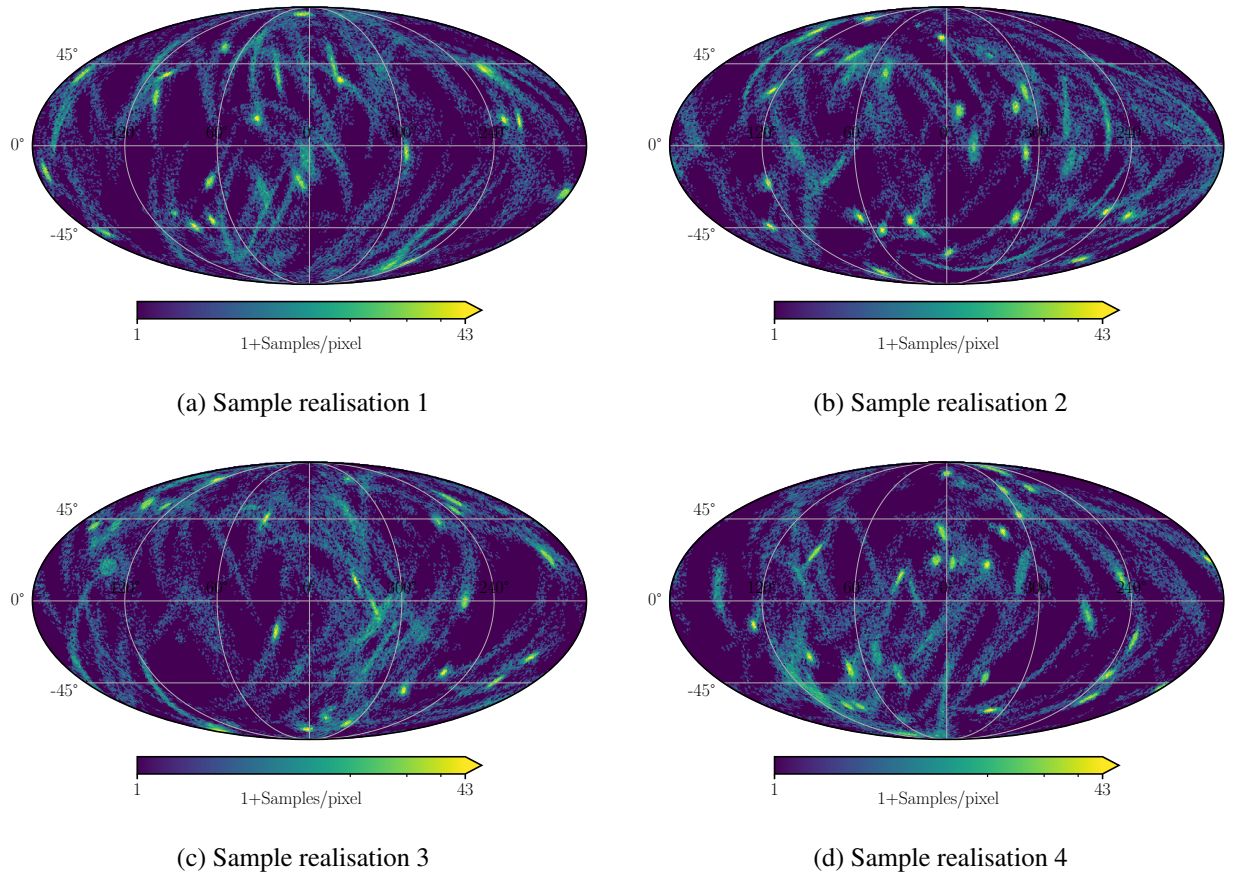 45°
0°
-45°
120° 60° 0° 300° 240°
1 43
1+Samples/pixel
(a) Sample realisation 1
45°
0°
-45°
120° 60° 0° 300° 240°
1 43
1+Samples/pixel
(b) Sample realisation 2
45°
0°
-45°
120° 60° 0° 300° 240°
1 43
1+Samples/pixel
(c) Sample realisation 3
45°
0°
-45°
120° 60° 0° 300° 240°
1 43
1+Samples/pixel
(d) Sample realisation 4